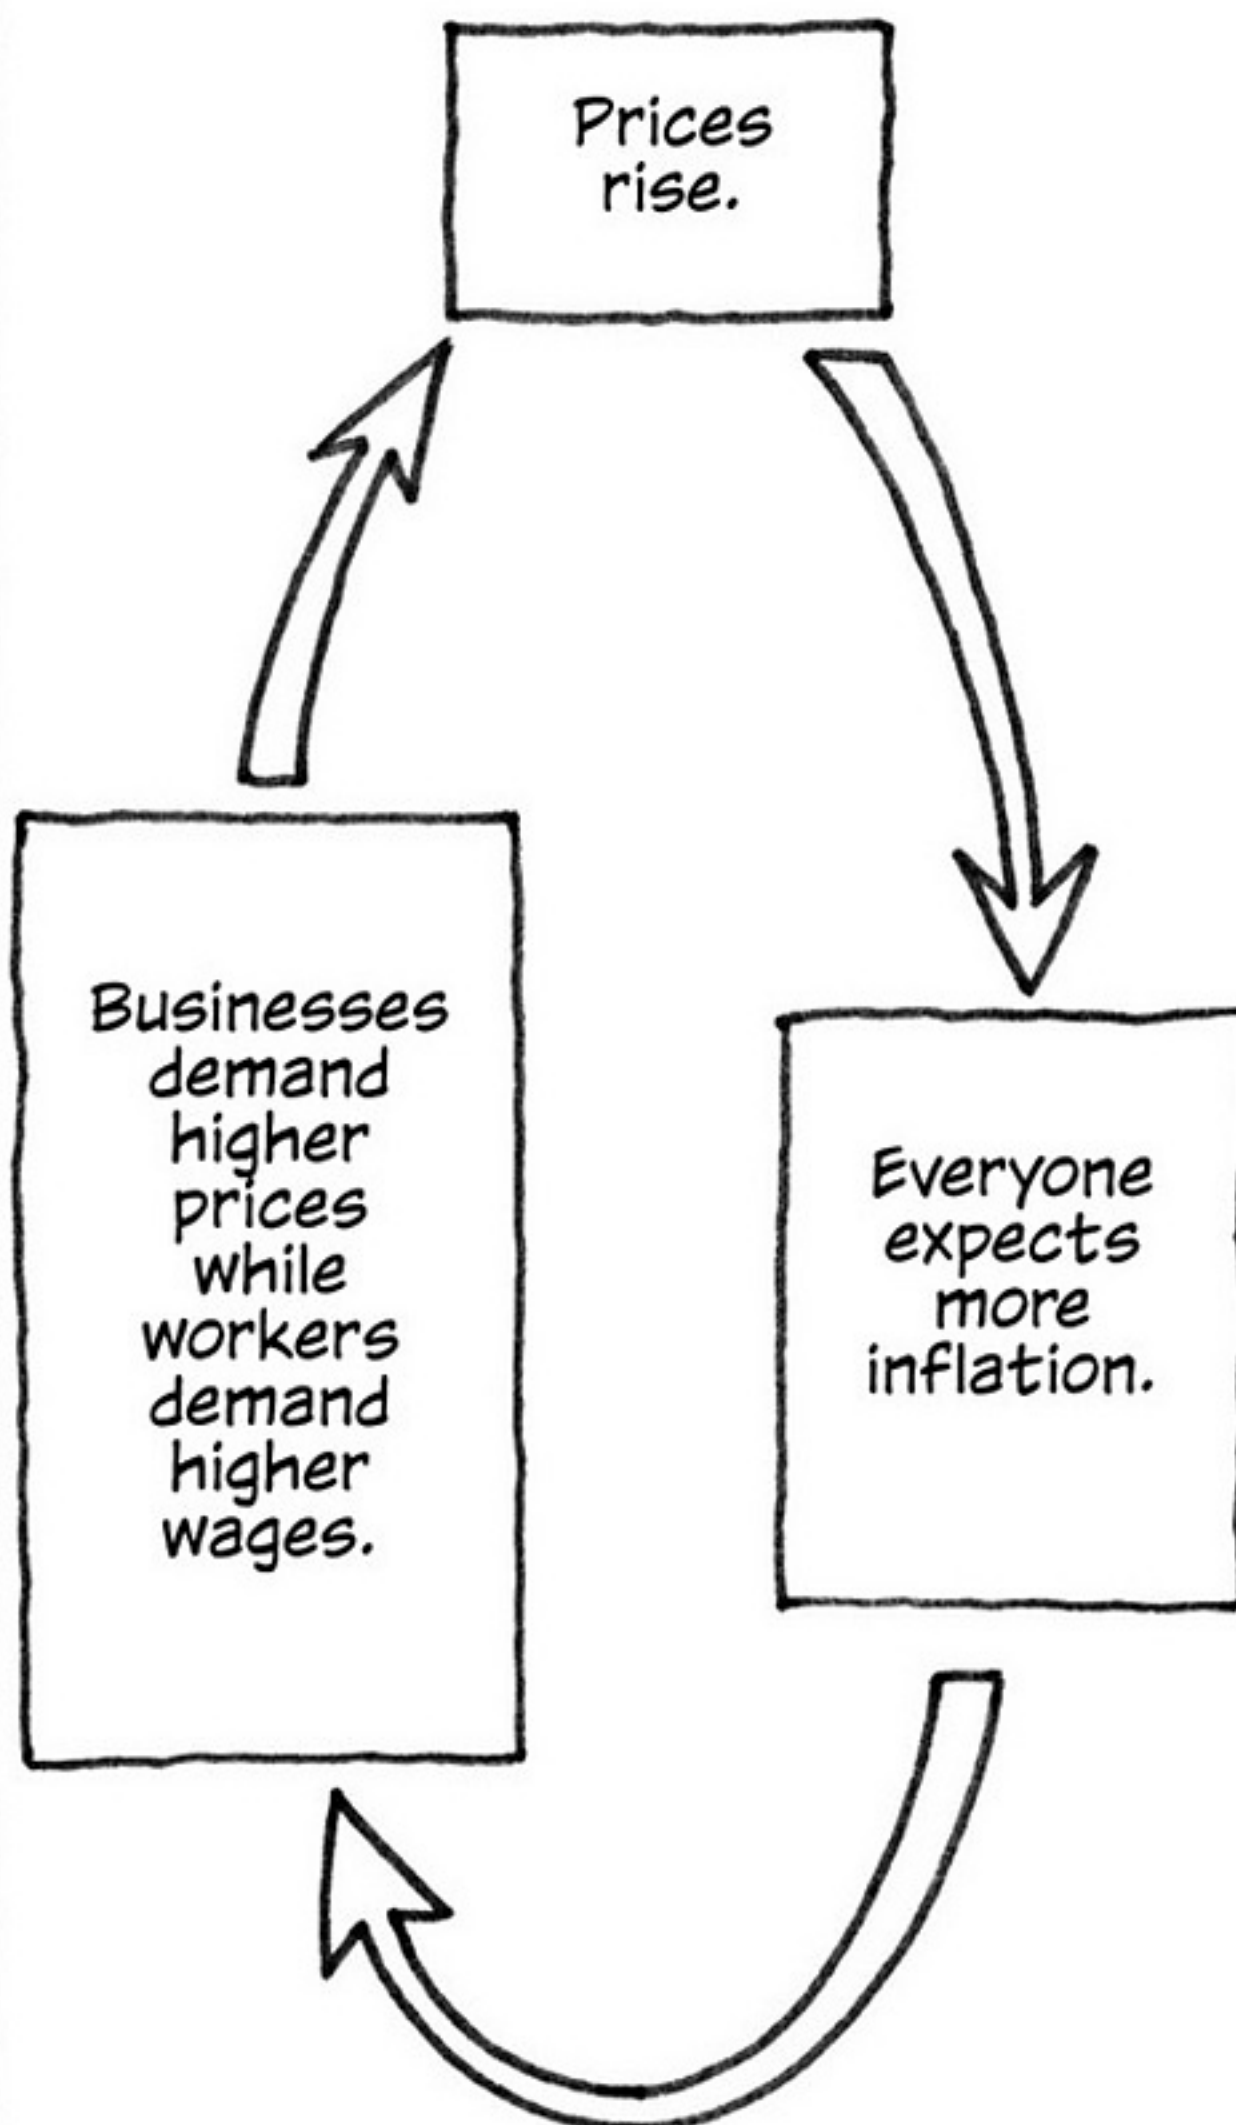 Prices
rise.
Everyone
expects
more
inflation.
Businesses
demand
higher
prices
while
workers
demand
higher
wages.